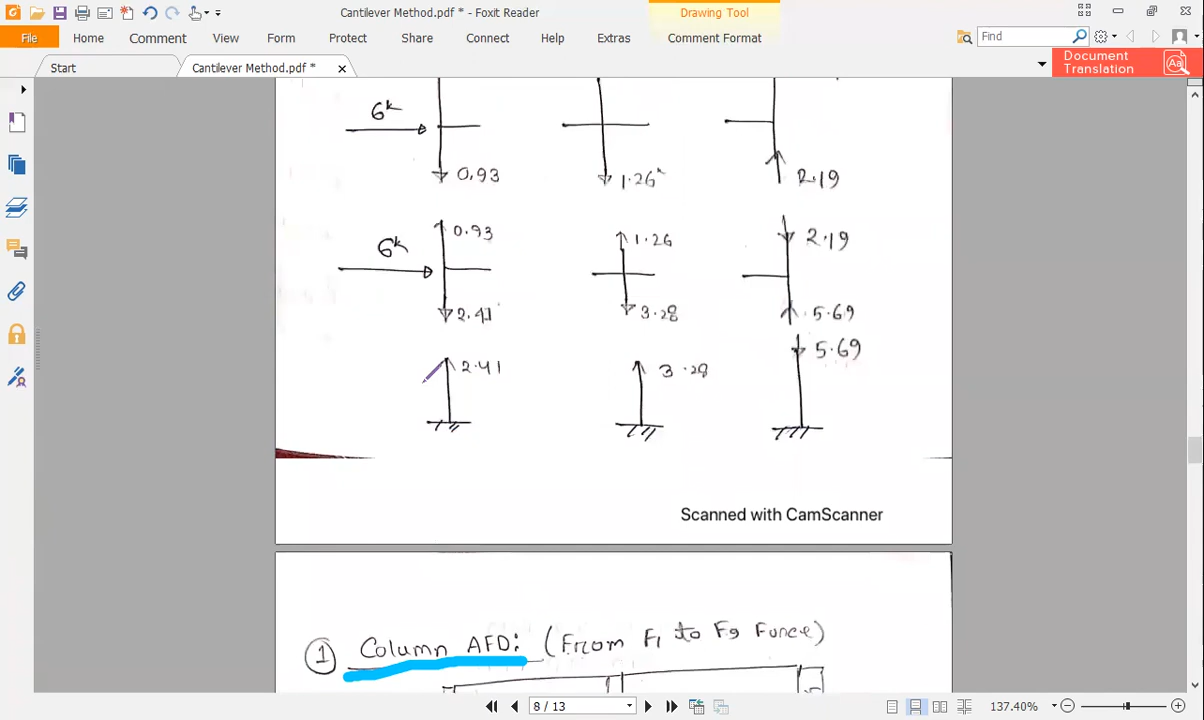 Cantilever Method.pdf * - Foxit Reader
Drawing Tool
File Home Comment View Form Protect Share Connect Help Extras Comment Format
Find
Start
Cantilever Method.pdf *
Document
Translation
6k
0.93
1.26k
2.19
0.93
6k
1.26
2.19
2.41
3.28
5.69
2.41
3.28
5.69
Scanned with CamScanner
1 Column AFD: (From F1 to F9 Force)
8 / 13
137.40%